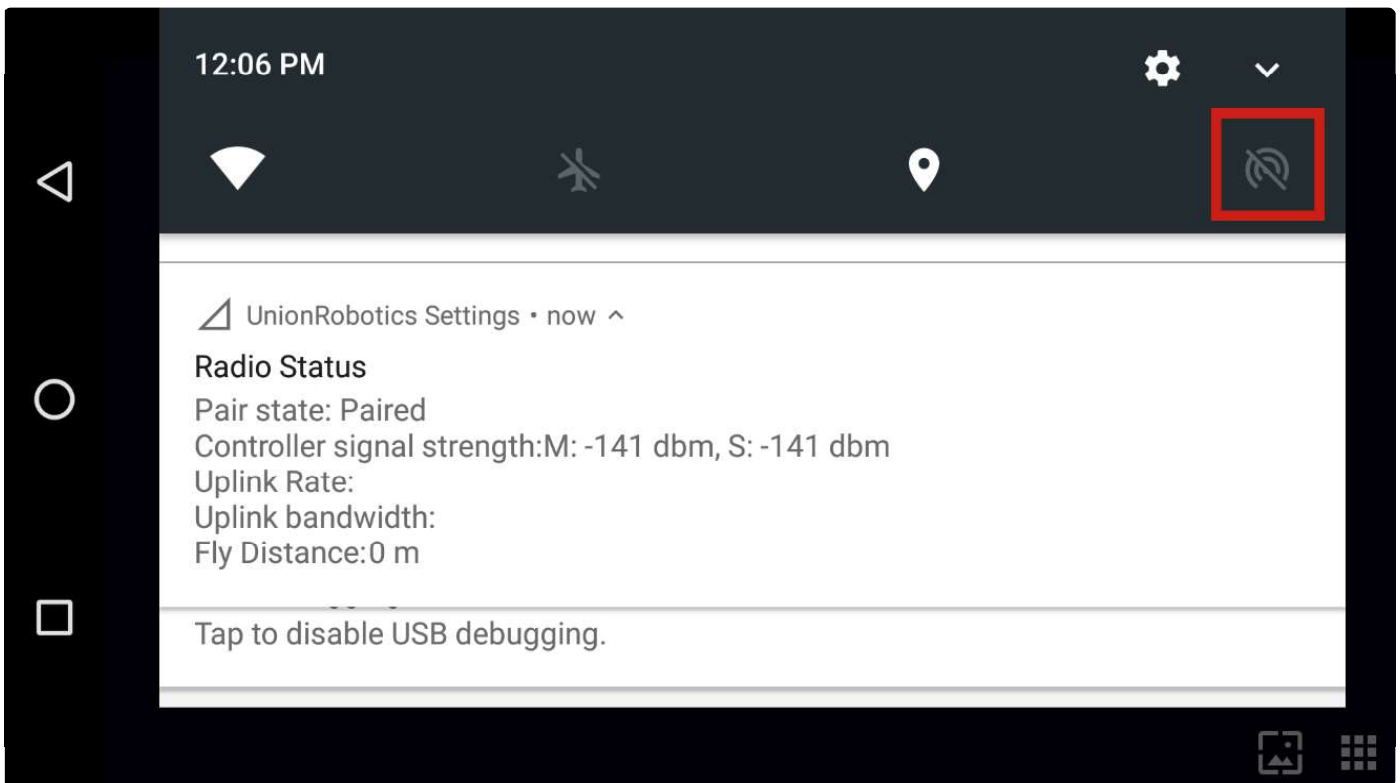 12:06 PM
UnionRobotics Settings • now
Radio Status
Pair state: Paired
Controller signal strength:M: -141 dbm, S: -141 dbm
Uplink Rate:
Uplink bandwidth:
Fly Distance:0 m
Tap to disable USB debugging.